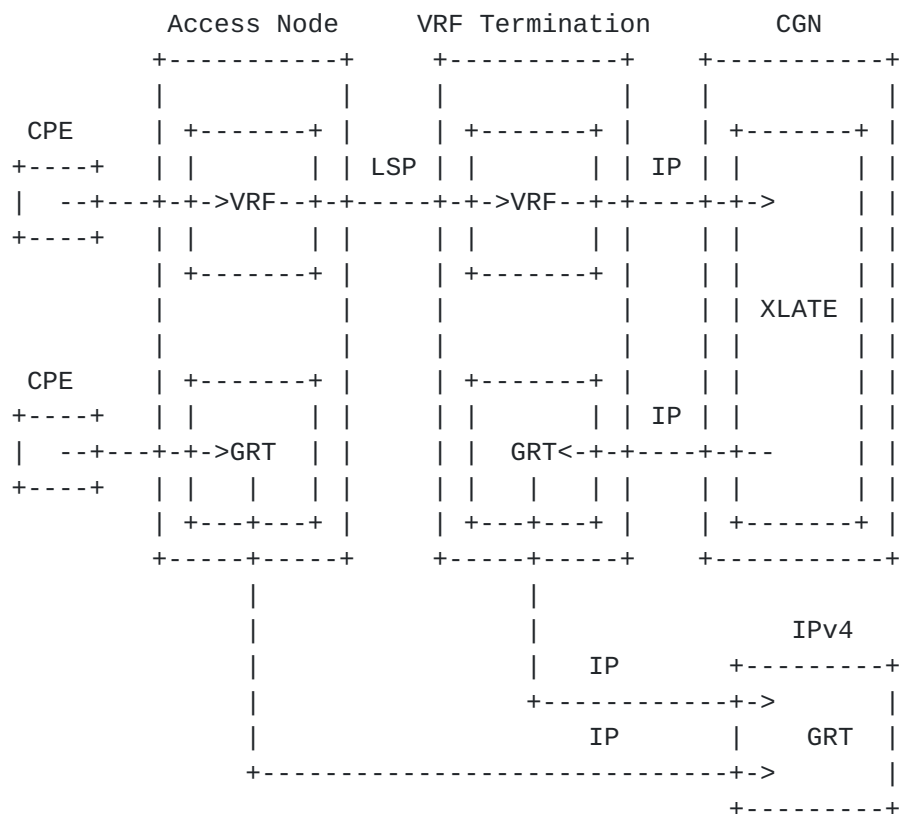 Access Node VRF Termination CGN
CPE
LSP IP
VRF VRF
XLATE
CPE
IP
GRT GRT
IPv4
IP
IP GRT